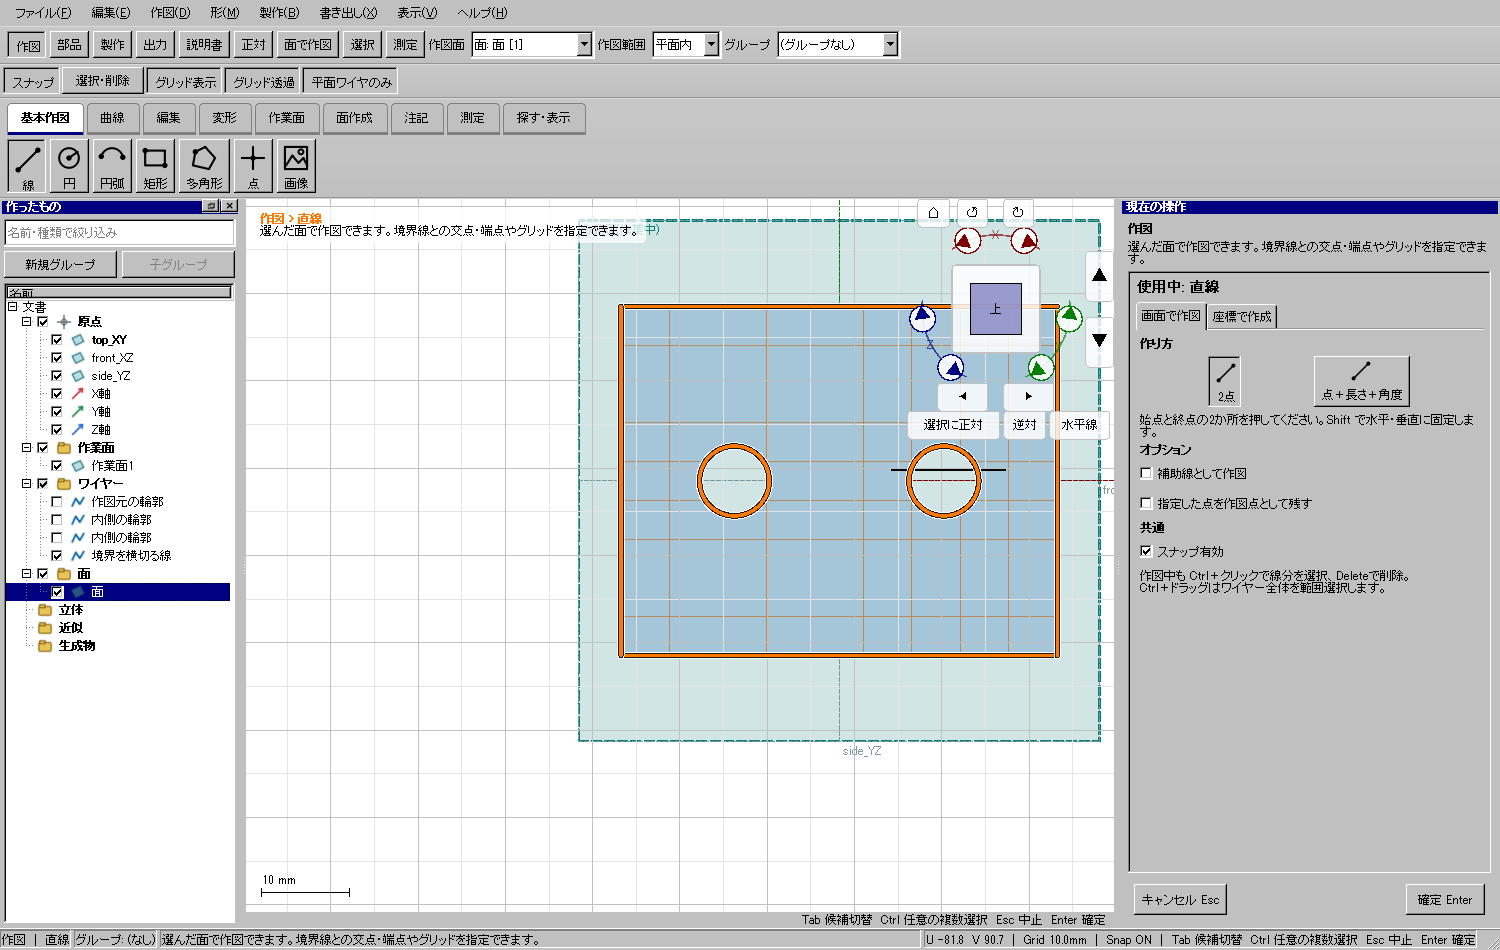 ファイル(F) 編集(E) 作図(D) 形(M) 製作(B) 書き出し(X) 表示(V) ヘルプ(H)
作図 部品 製作 出力 説明書 正対 面で作図 選択 測定 作図面 面: 面 [1] 作図範囲 平面内 グループ (グループなし)
スナップ 選択・削除 グリッド表示 グリッド透過 平面ワイヤのみ
基本作図 曲線 編集 変形 作業面 面作成 注記 測定 探す・表示
線 円 円弧 矩形 多角形 点 画像
作ったもの
名前・種類で絞り込み
新規グループ 子グループ
名前
文書
原点
top_XY
front_XZ
side_YZ
X軸
Y軸
Z軸
作業面
作業面1
ワイヤー
作図元の輪郭
内側の輪郭
内側の輪郭
境界を横切る線
面
面
立体
近似
生成物
作図 > 直線
選んだ面で作図できます。境界線との交点・端点やグリッドを指定できます。 中)
X
上
Z
選択に正対 逆対 水平線
fro
side_YZ
10 mm
Tab 候補切替 Ctrl 任意の複数選択 Esc 中止 Enter 確定
現在の操作
作図
選んだ面で作図できます。境界線との交点・端点やグリッドを指定できま
す。
使用中: 直線
画面で作図 座標で作成
作り方
2点 点+長さ+角度
始点と終点の2か所を押してください。Shift で水平・垂直に固定しま
す。
オプション
補助線として作図
指定した点を作図点として残す
共通
スナップ有効
作図中も Ctrl+クリックで線分を選択、Deleteで削除。
Ctrl+ドラッグはワイヤー全体を範囲選択します。
キャンセル Esc 確定 Enter
作図 | 直線 グループ: (なし) 選んだ面で作図できます。境界線との交点・端点やグリッドを指定できます。 U -81.8 V 90.7 | Grid 10.0mm | Snap ON | Tab 候補切替 Ctrl 任意の複数選択 Esc 中止 Enter 確定